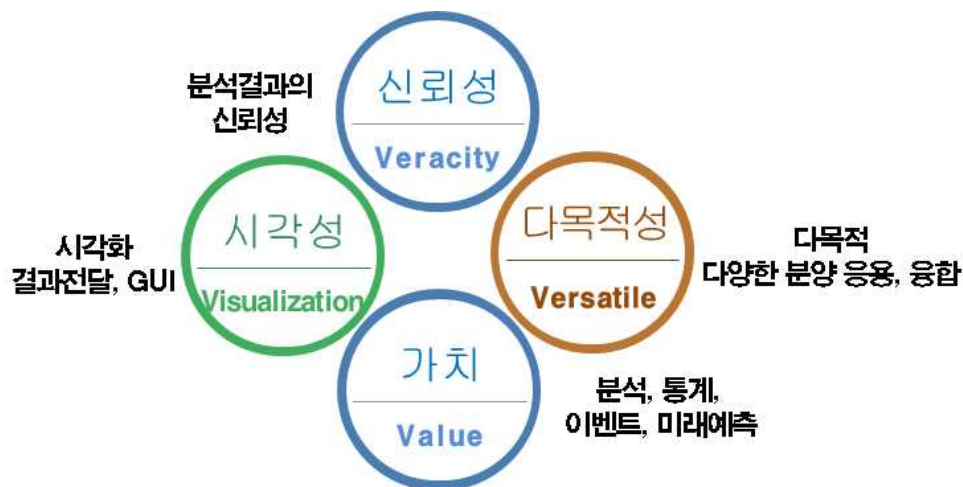 분석결과의
신뢰성
신뢰성
Veracity
시각화
결과전달, GUI
시각성
Visualization
다목적성
Versatile
다목적
다양한 분양 응용, 융합
가치
Value
분석, 통계,
이벤트, 미래예측